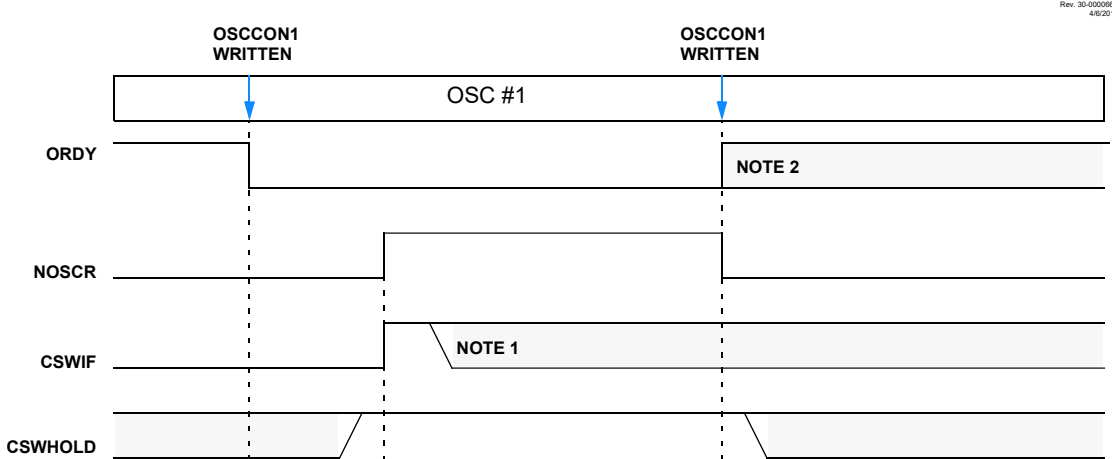 Rev. 30-000066
4/6/201
OSCCON1
WRITTEN
OSCCON1
WRITTEN
OSC #1
ORDY
NOTE 2
NOSCR
CSWIF
NOTE 1
CSWHOLD